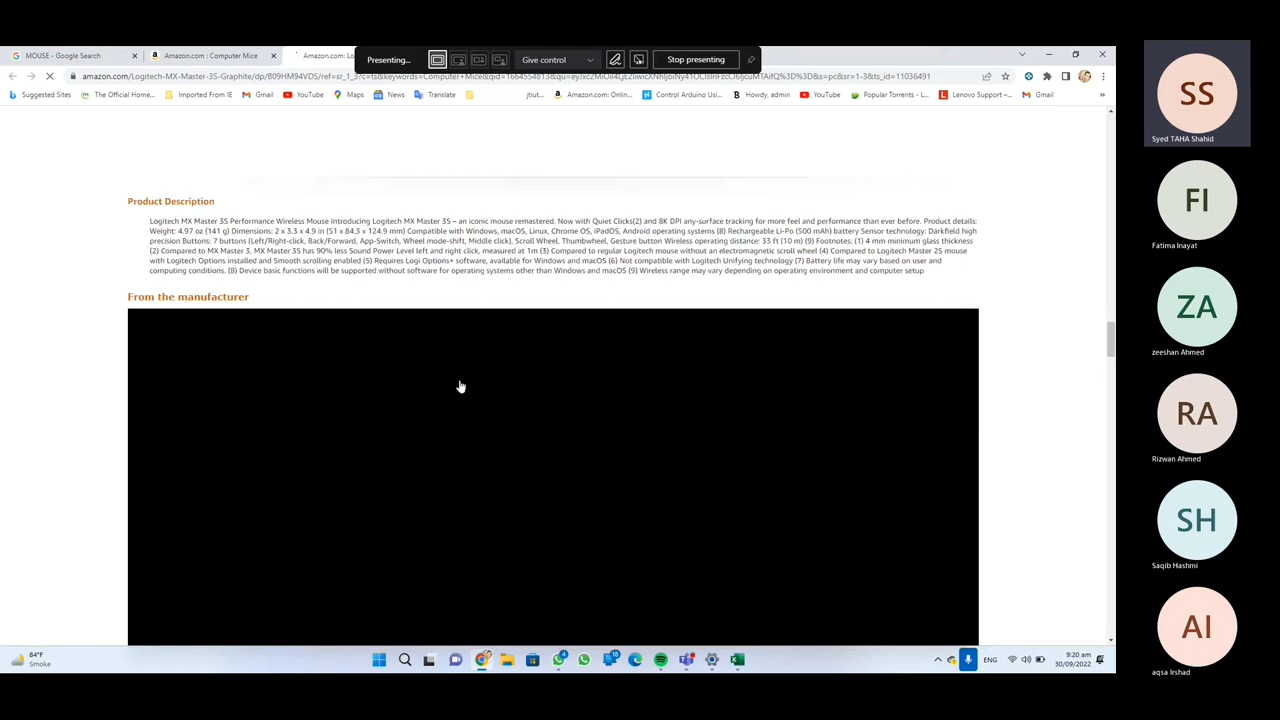 MOUSE - Google Search
Amazon.com : Computer Mice
Amazon.com: Lo
Presenting...
Give control
Stop presenting
amazon.com/Logitech-MX-Master-3S-Graphite/dp/B09HM94VDS/
Suggested Sites
The Official Home...
Imported From IE
Gmail
YouTube
Maps
News
Translate
jtiut...
Amazon.com: Onlin...
Control Arduino Usi...
Howdy, admin
YouTube
Popular Torrents - L...
Lenovo Support –...
Gmail
Product Description
Logitech MX Master 3S Performance Wireless Mouse Introducing Logitech MX Master 3S – an iconic mouse remastered. Now with Quiet Clicks(2) and 8K DPI any-surface tracking for more feel and performance than ever before. Product details:
Weight: 4.97 oz (141 g) Dimensions: 2 x 3.3 x 4.9 in (51 x 84.3 x 124.9 mm) Compatible with Windows, macOS, Linux, Chrome OS, iPadOS, Android operating systems (8) Rechargeable Li-Po (500 mAh) battery Sensor technology: Darkfield high
precision Buttons: 7 buttons (Left/Right-click, Back/Forward, App-Switch, Wheel mode-shift, Middle click), Scroll Wheel, Thumbwheel, Gesture button Wireless operating distance: 33 ft (10 m) (9) Footnotes: (1) 4 mm minimum glass thickness
(2) Compared to MX Master 3, MX Master 3S has 90% less Sound Power Level left and right click, measured at 1m (3) Compared to regular Logitech mouse without an electromagnetic scroll wheel (4) Compared to Logitech Master 2S mouse
with Logitech Options installed and Smooth scrolling enabled (5) Requires Logi Options+ software, available for Windows and macOS (6) Not compatible with Logitech Unifying technology (7) Battery life may vary based on user and
computing conditions. (8) Device basic functions will be supported without software for operating systems other than Windows and macOS (9) Wireless range may vary depending on operating environment and computer setup
From the manufacturer
84°F
Smoke
ENG
9:20 am
30/09/2022
SS
Syed TAHA Shahid
FI
Fatima Inayat
ZA
zeeshan Ahmed
RA
Rizwan Ahmed
SH
Saqib Hashmi
AI
aqsa Irshad